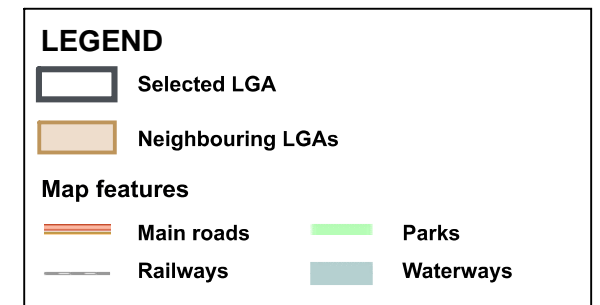 LEGEND
Selected LGA
Neighbouring LGAs
Map features
Main roads
Parks
Railways
Waterways